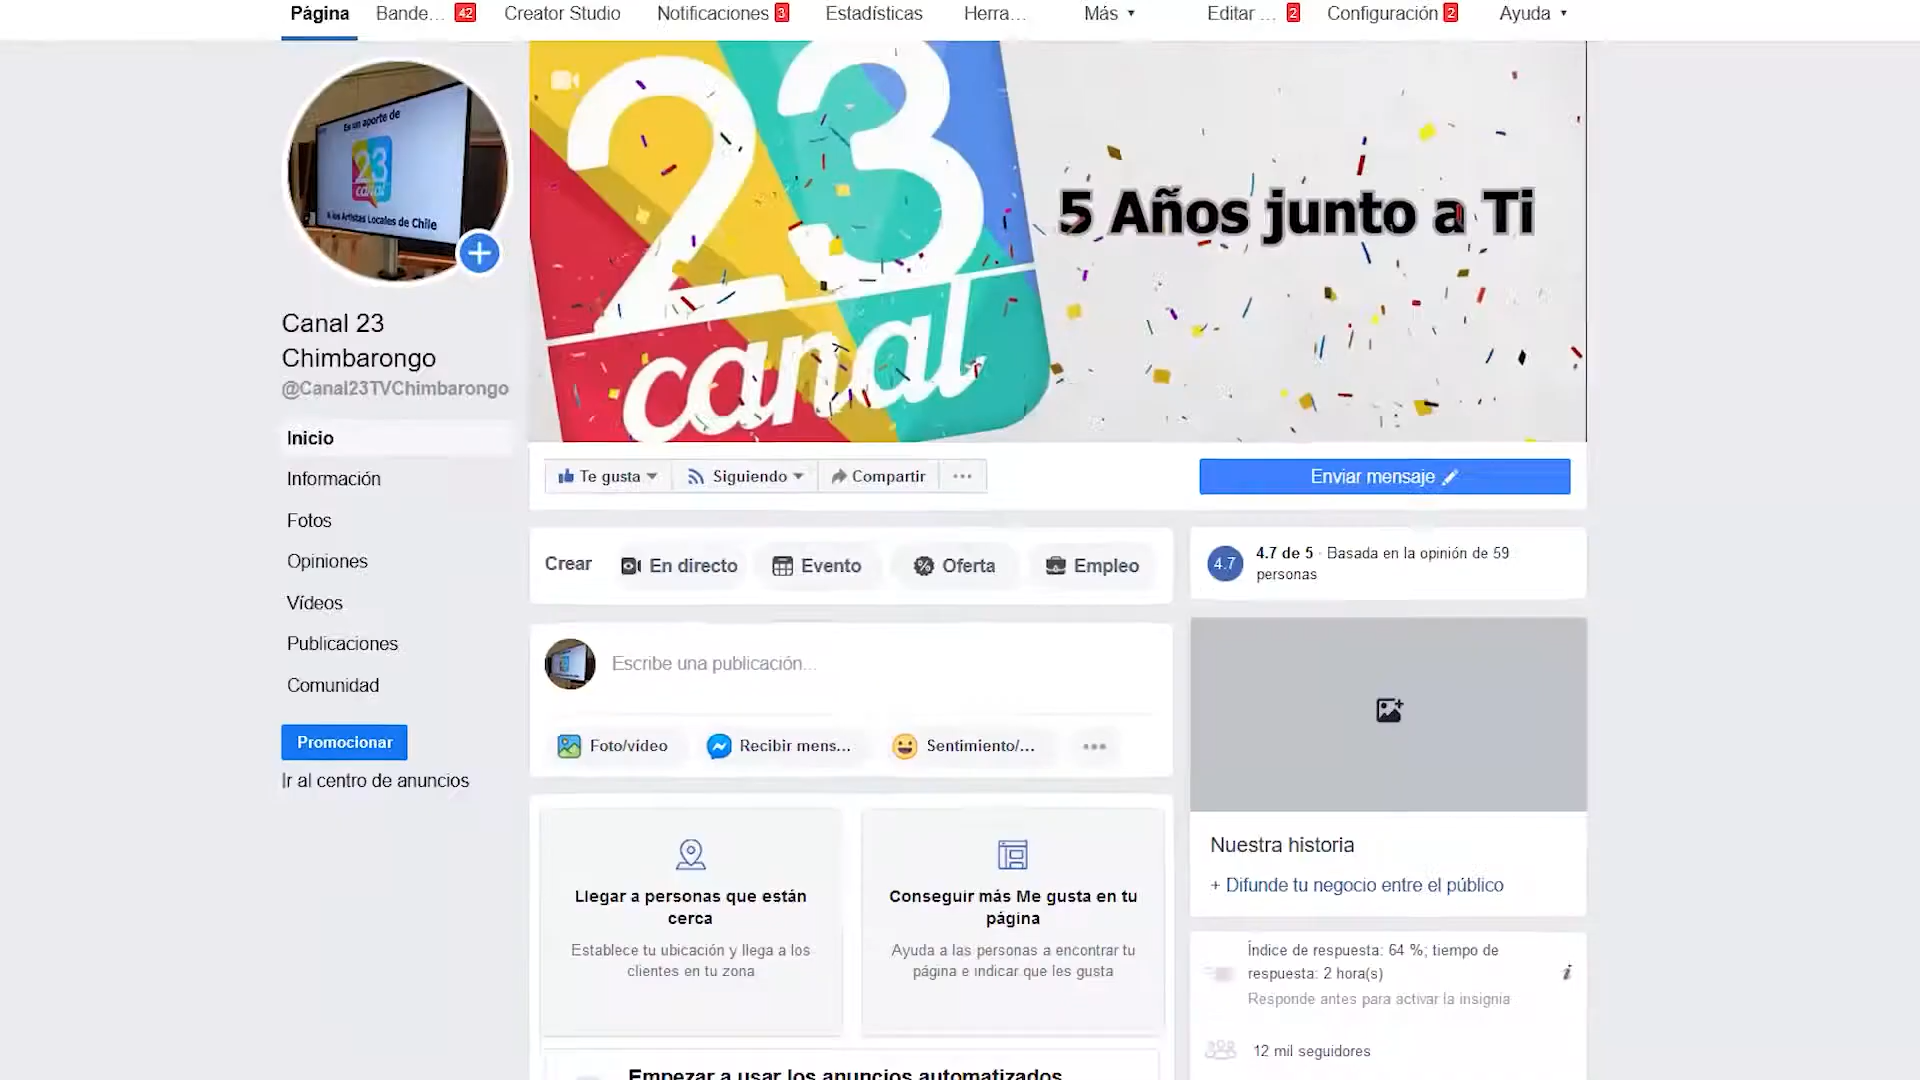 Página Bande... 42 Creator Studio Notificaciones 3 Estadísticas Herra... Más Editar ... 2 Configuración 2 Ayuda
Es un aporte de
23
canal
A los Artistas Locales de Chile
23
canal
5 Años junto a Ti
Canal 23
Chimbarongo
@Canal23TVChimbarongo
Inicio
Información
Fotos
Opiniones
Vídeos
Publicaciones
Comunidad
Promocionar
Ir al centro de anuncios
Te gusta Siguiendo Compartir ... Enviar mensaje
Crear En directo Evento Oferta Empleo
Escribe una publicación...
Foto/vídeo Recibir mens... Sentimiento/... ...
Llegar a personas que están
cerca
Establece tu ubicación y llega a los
clientes en tu zona
Conseguir más Me gusta en tu
página
Ayuda a las personas a encontrar tu
página e indicar que les gusta
Empezar a usar los anuncios automatizados
4.7
4.7 de 5 · Basada en la opinión de 59
personas
Nuestra historia
+ Difunde tu negocio entre el público
Índice de respuesta: 64 %; tiempo de
respuesta: 2 hora(s)
Responde antes para activar la insignia
i
12 mil seguidores